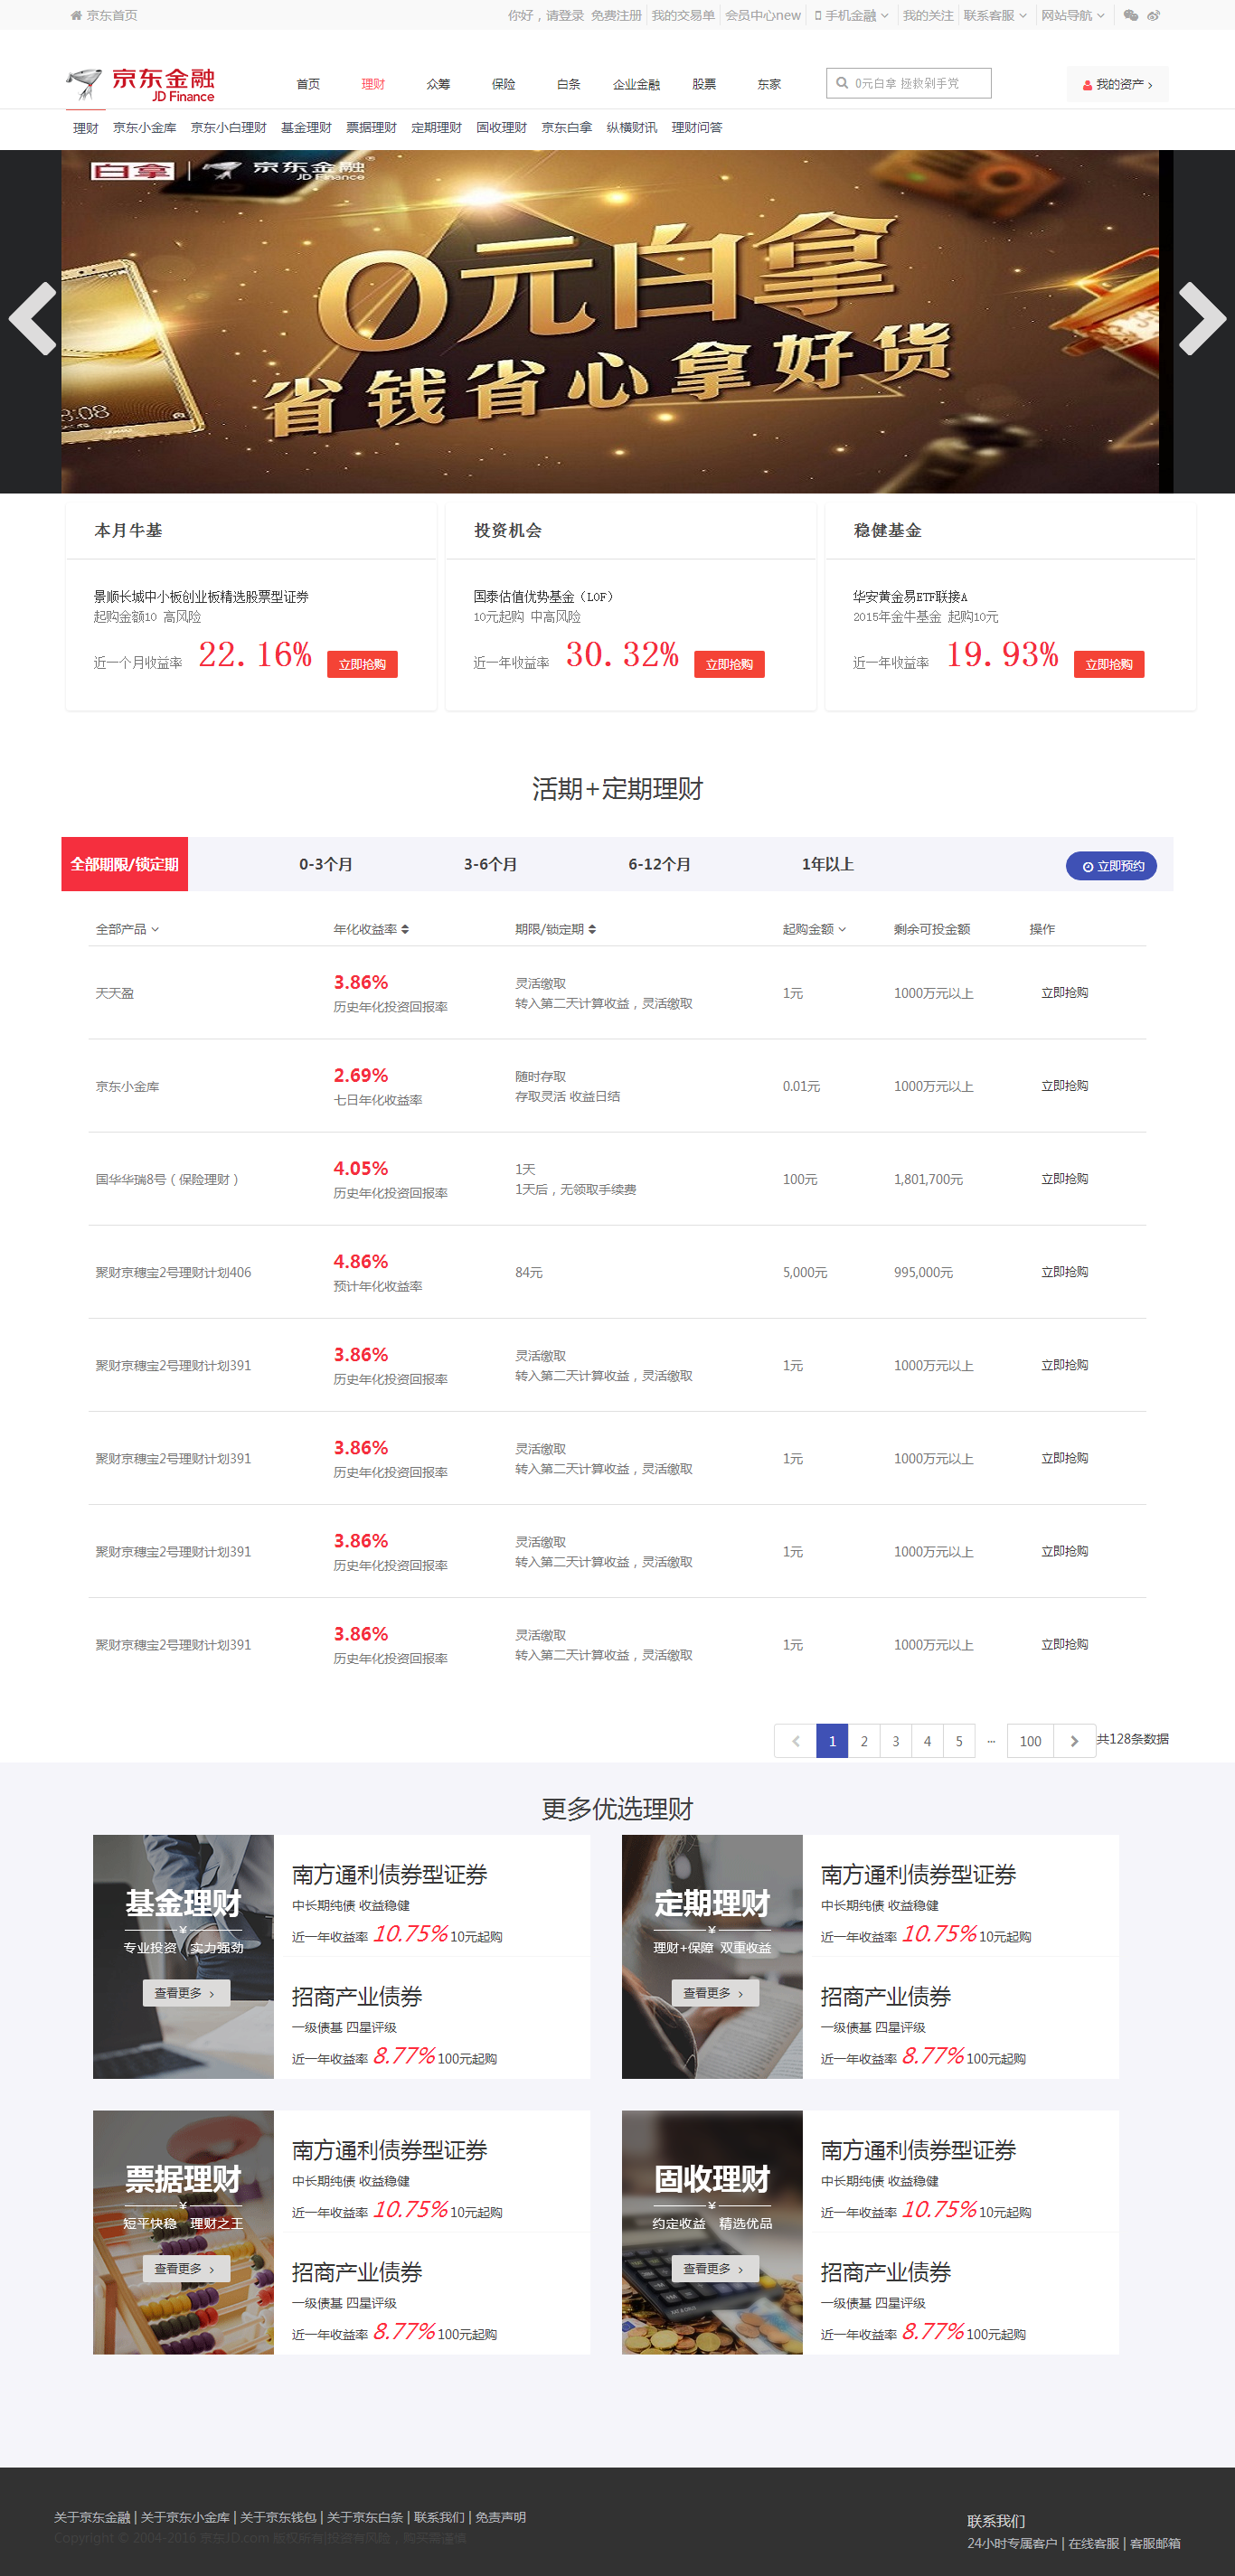 京东首页
你好，请登录 免费注册 我的交易单 会员中心new 手机金融 我的关注 联系客服 网站导航
京东金融
JD Finance
首页 理财 众筹 保险 白条 企业金融 股票 东家
0元白拿 拯救剁手党
我的资产
理财 京东小金库 京东小白理财 基金理财 票据理财 定期理财 固收理财 京东白拿 纵横财讯 理财问答
白拿 京东金融
JD Finance
0元白拿
省钱省心拿好货
8:08
本月牛基
景顺长城中小板创业板精选股票型证券
起购金额10 高风险
近一个月收益率 22.16% 立即抢购
投资机会
国泰估值优势基金（LOF）
10元起购 中高风险
近一年收益率 30.32% 立即抢购
稳健基金
华安黄金易ETF联接A
2015年金牛基金 起购10元
近一年收益率 19.93% 立即抢购
活期+定期理财
全部期限/锁定期 0-3个月 3-6个月 6-12个月 1年以上 立即预约
全部产品 年化收益率 期限/锁定期 起购金额 剩余可投金额 操作
天天盈 3.86% 历史年化投资回报率 灵活缴取 转入第二天计算收益，灵活缴取 1元 1000万元以上 立即抢购
京东小金库 2.69% 七日年化收益率 随时存取 存取灵活 收益日结 0.01元 1000万元以上 立即抢购
国华华瑞8号（保险理财） 4.05% 历史年化投资回报率 1天 1天后，无领取手续费 100元 1,801,700元 立即抢购
聚财京穗宝2号理财计划406 4.86% 预计年化收益率 84元 5,000元 995,000元 立即抢购
聚财京穗宝2号理财计划391 3.86% 历史年化投资回报率 灵活缴取 转入第二天计算收益，灵活缴取 1元 1000万元以上 立即抢购
聚财京穗宝2号理财计划391 3.86% 历史年化投资回报率 灵活缴取 转入第二天计算收益，灵活缴取 1元 1000万元以上 立即抢购
聚财京穗宝2号理财计划391 3.86% 历史年化投资回报率 灵活缴取 转入第二天计算收益，灵活缴取 1元 1000万元以上 立即抢购
聚财京穗宝2号理财计划391 3.86% 历史年化投资回报率 灵活缴取 转入第二天计算收益，灵活缴取 1元 1000万元以上 立即抢购
1 2 3 4 5 ... 100 共128条数据
更多优选理财
基金理财
¥
专业投资 实力强劲
查看更多
南方通利债券型证券
中长期纯债 收益稳健
近一年收益率 10.75% 10元起购
招商产业债券
一级债基 四星评级
近一年收益率 8.77% 100元起购
定期理财
¥
理财+保障 双重收益
查看更多
南方通利债券型证券
中长期纯债 收益稳健
近一年收益率 10.75% 10元起购
招商产业债券
一级债基 四星评级
近一年收益率 8.77% 100元起购
票据理财
¥
短平快稳 理财之王
查看更多
南方通利债券型证券
中长期纯债 收益稳健
近一年收益率 10.75% 10元起购
招商产业债券
一级债基 四星评级
近一年收益率 8.77% 100元起购
固收理财
¥
约定收益 精选优品
查看更多
南方通利债券型证券
中长期纯债 收益稳健
近一年收益率 10.75% 10元起购
招商产业债券
一级债基 四星评级
近一年收益率 8.77% 100元起购
关于京东金融 | 关于京东小金库 | 关于京东钱包 | 关于京东白条 | 联系我们 | 免责声明
Copyright © 2004-2016 京东JD.com 版权所有|投资有风险，购买需谨慎
联系我们
24小时专属客户 | 在线客服 | 客服邮箱